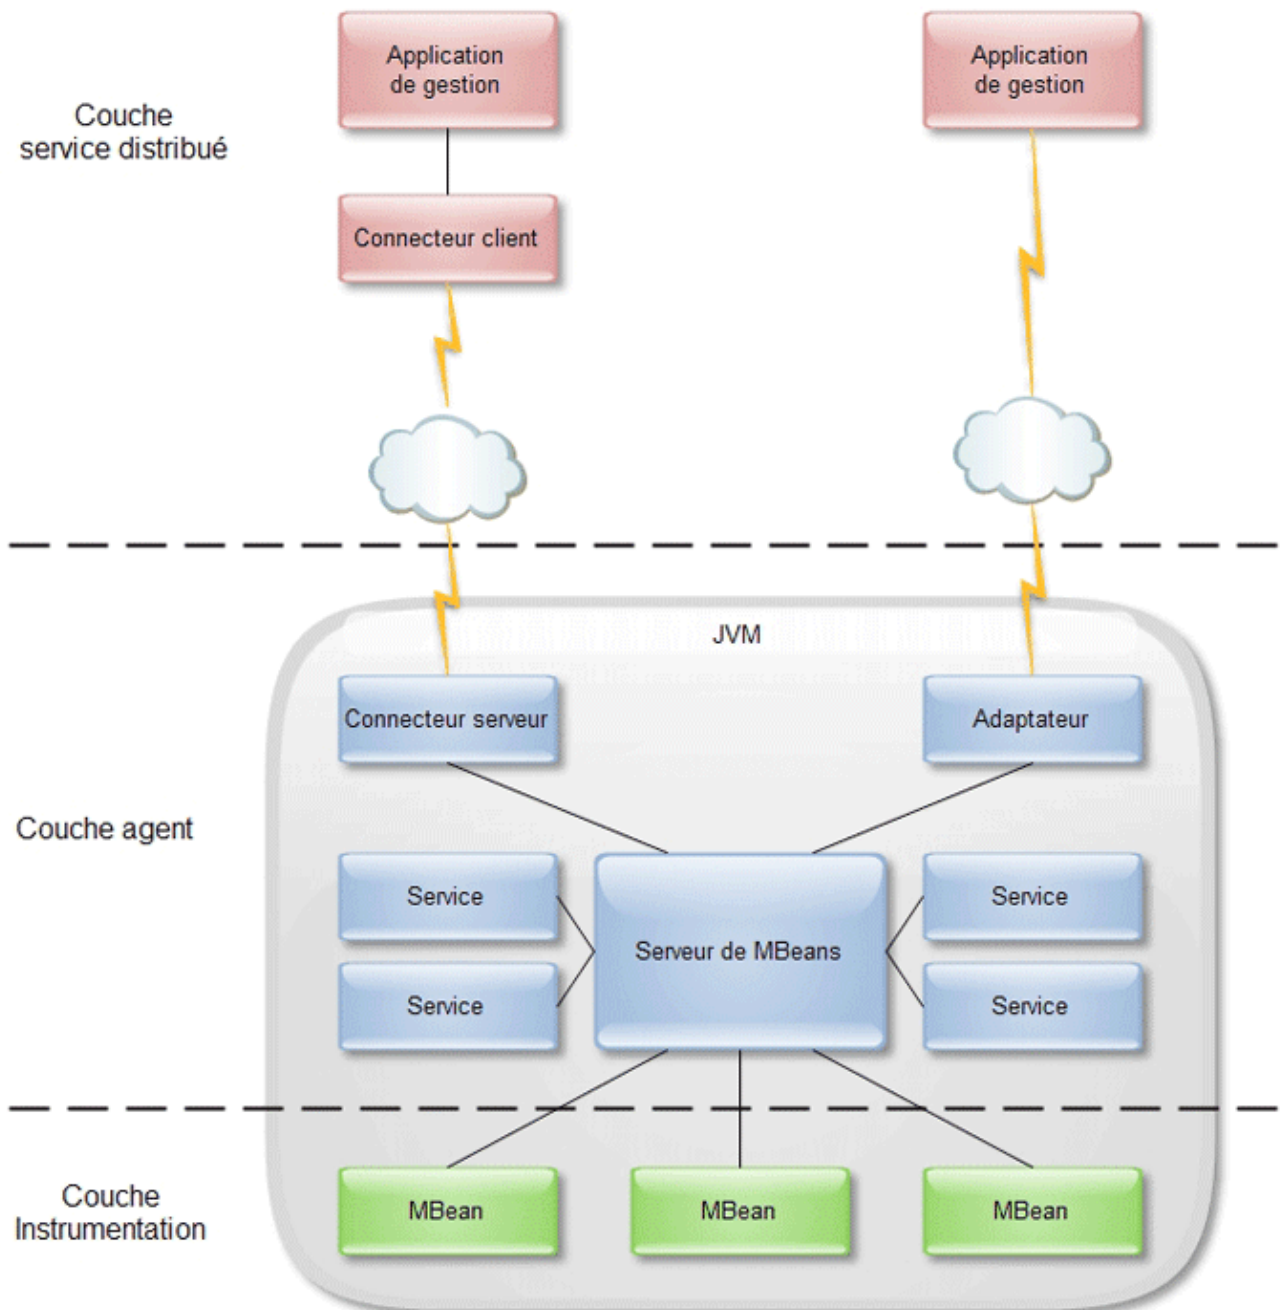 Application
de gestion
Application
de gestion
Couche
service distribué
Connecteur client
JVM
Connecteur serveur
Adaptateur
Couche agent
Service
Service
Serveur de MBeans
Service
Service
Couche
Instrumentation
MBean
MBean
MBean